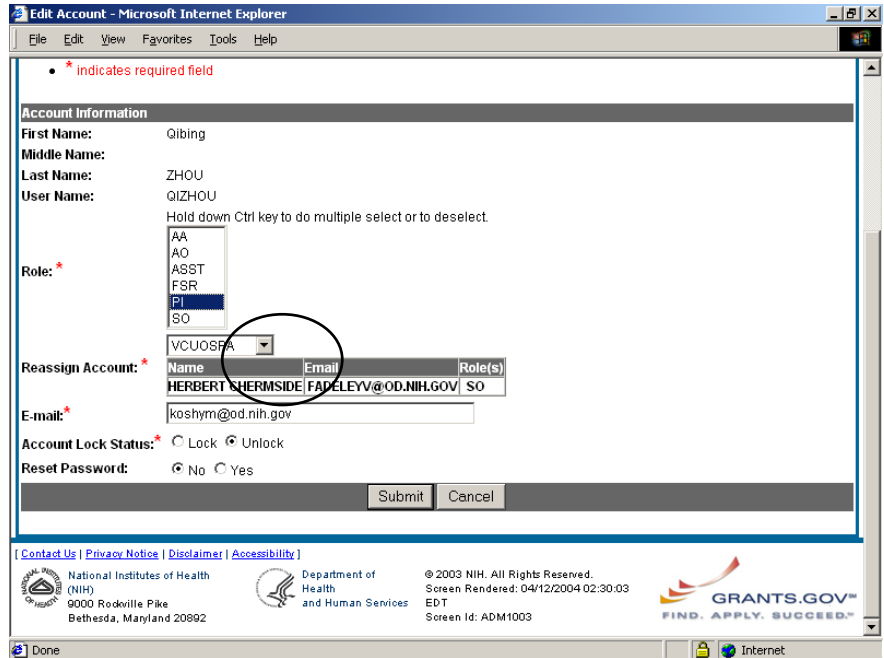 Edit Account - Microsoft Internet Explorer
File Edit View Favorites Tools Help
* indicates required field
Account Information
First Name: Qibing
Middle Name:
Last Name: ZHOU
User Name: QIZHOU
Hold down Ctrl key to do multiple select or to deselect.
Role: *
AA
AO
ASST
FSR
PI
SO
VCUOSPA
Reassign Account: *
Name Email Role(s)
HERBERT CHERMSIDE FADELEYV@OD.NIH.GOV SO
E-mail:* koshym@od.nih.gov
Account Lock Status:* Lock Unlock
Reset Password: No Yes
Submit Cancel
[ Contact Us | Privacy Notice | Disclaimer | Accessibility ]
National Institutes of Health
(NIH)
9000 Rockville Pike
Bethesda, Maryland 20892
Department of
Health
and Human Services
© 2003 NIH. All Rights Reserved.
Screen Rendered: 04/12/2004 02:30:03
EDT
Screen Id: ADM1003
GRANTS.GOV℠
FIND. APPLY. SUCCEED.℠
Done Internet